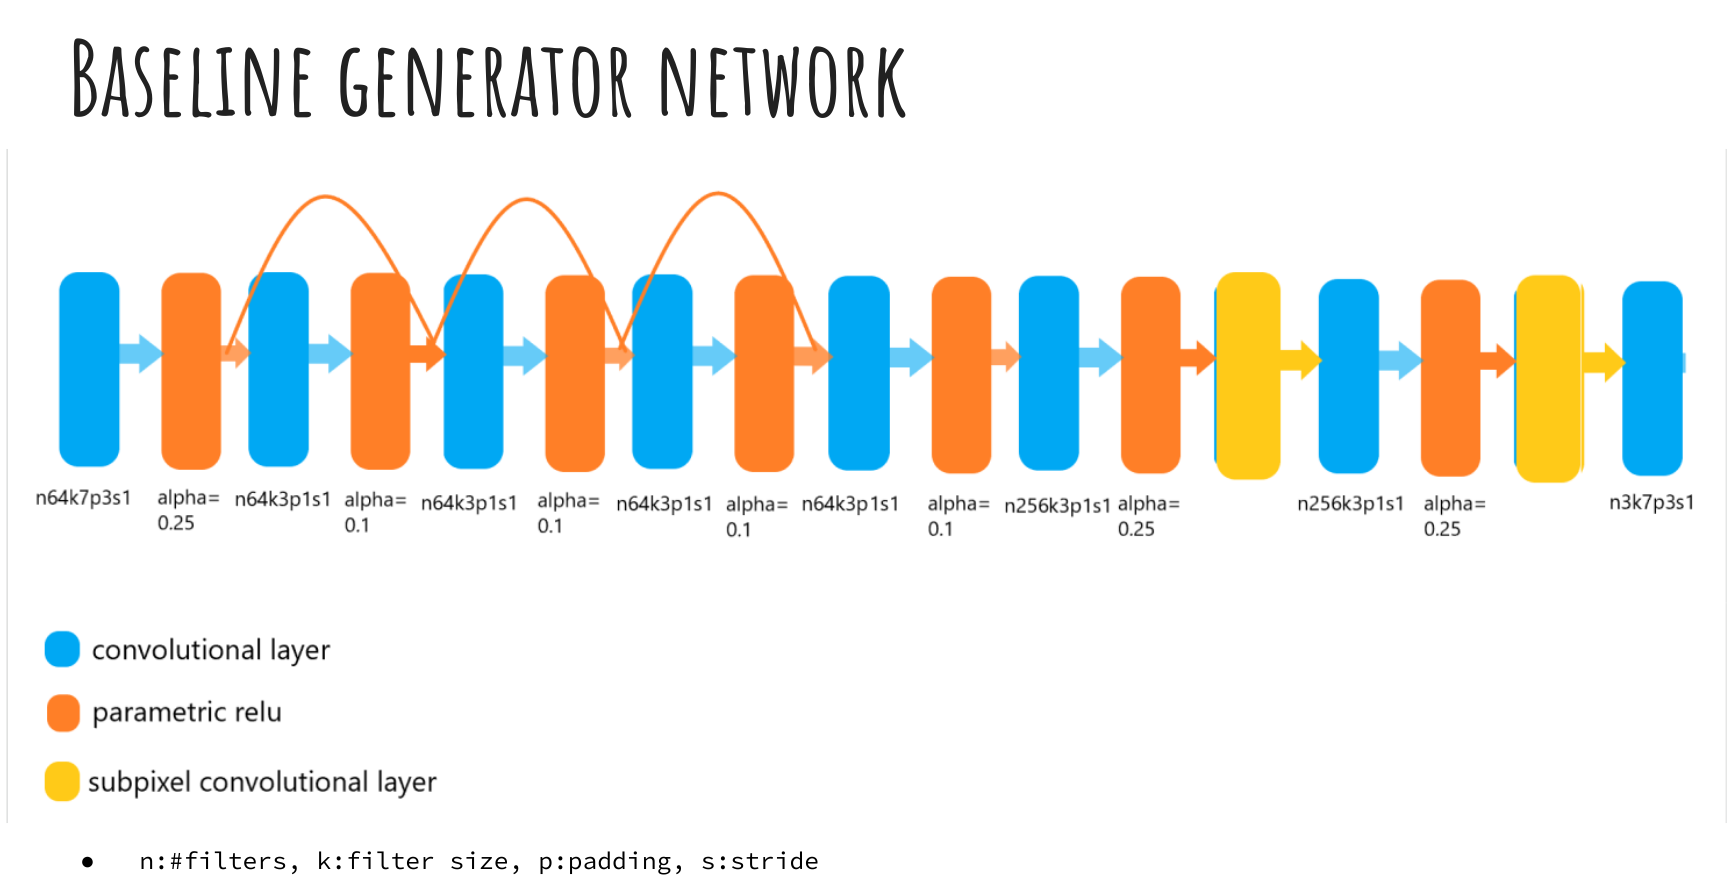 Baseline generator network
n64k7p3s1
alpha=
0.25
n64k3p1s1
alpha=
0.1
n64k3p1s1
alpha=
0.1
n64k3p1s1
alpha=
0.1
n64k3p1s1
alpha=
0.1
n256k3p1s1
alpha=
0.25
n256k3p1s1
alpha=
0.25
n3k7p3s1
convolutional layer
parametric relu
subpixel convolutional layer
● n:#filters, k:filter size, p:padding, s:stride